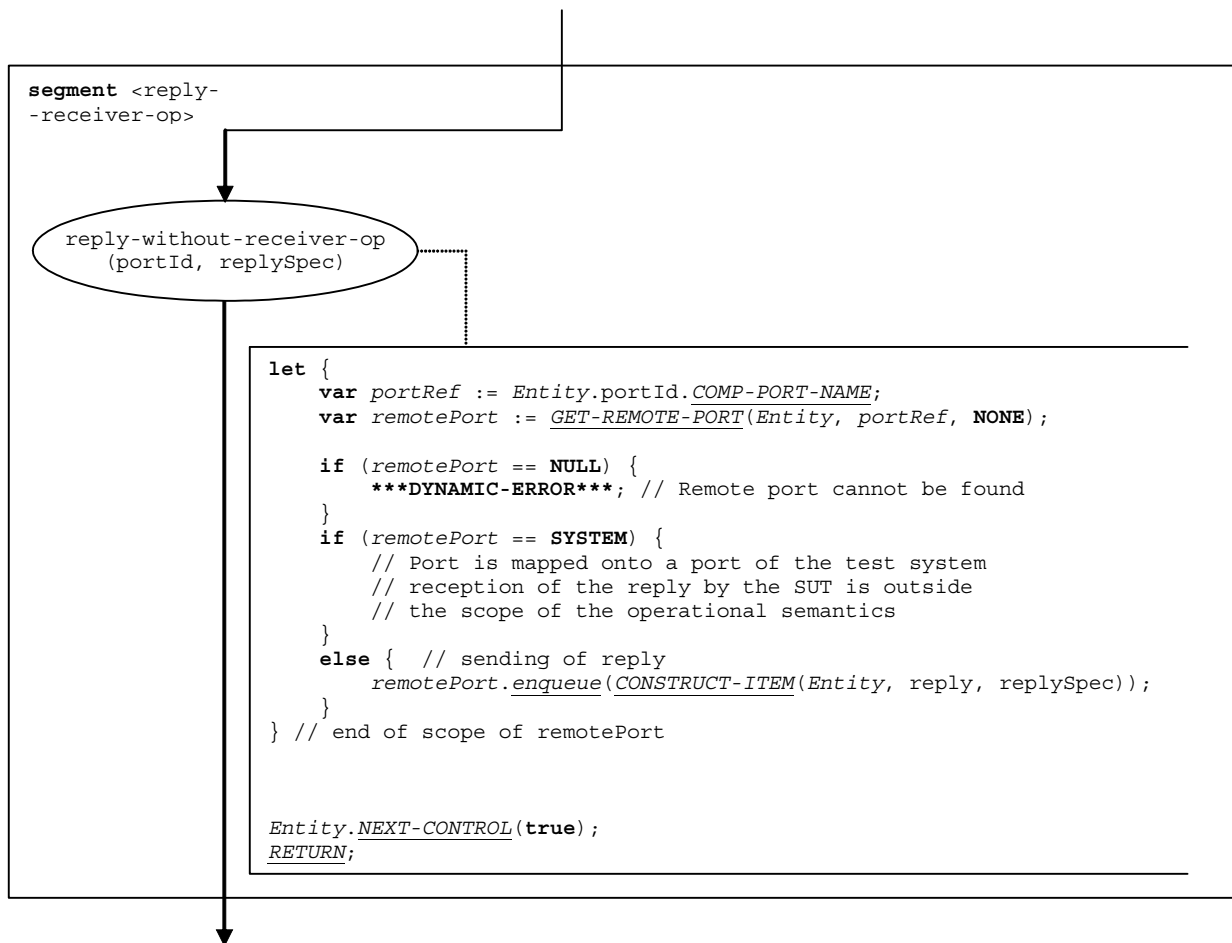 segment <reply-
-receiver-op>
reply-without-receiver-op
(portId, replySpec)
let {
var portRef := Entity.portId.COMP-PORT-NAME;
var remotePort := GET-REMOTE-PORT(Entity, portRef, NONE);
if (remotePort == NULL) {
***DYNAMIC-ERROR***; // Remote port cannot be found
}
if (remotePort == SYSTEM) {
// Port is mapped onto a port of the test system
// reception of the reply by the SUT is outside
// the scope of the operational semantics
}
else { // sending of reply
remotePort.enqueue(CONSTRUCT-ITEM(Entity, reply, replySpec));
}
} // end of scope of remotePort
Entity.NEXT-CONTROL(true);
RETURN;